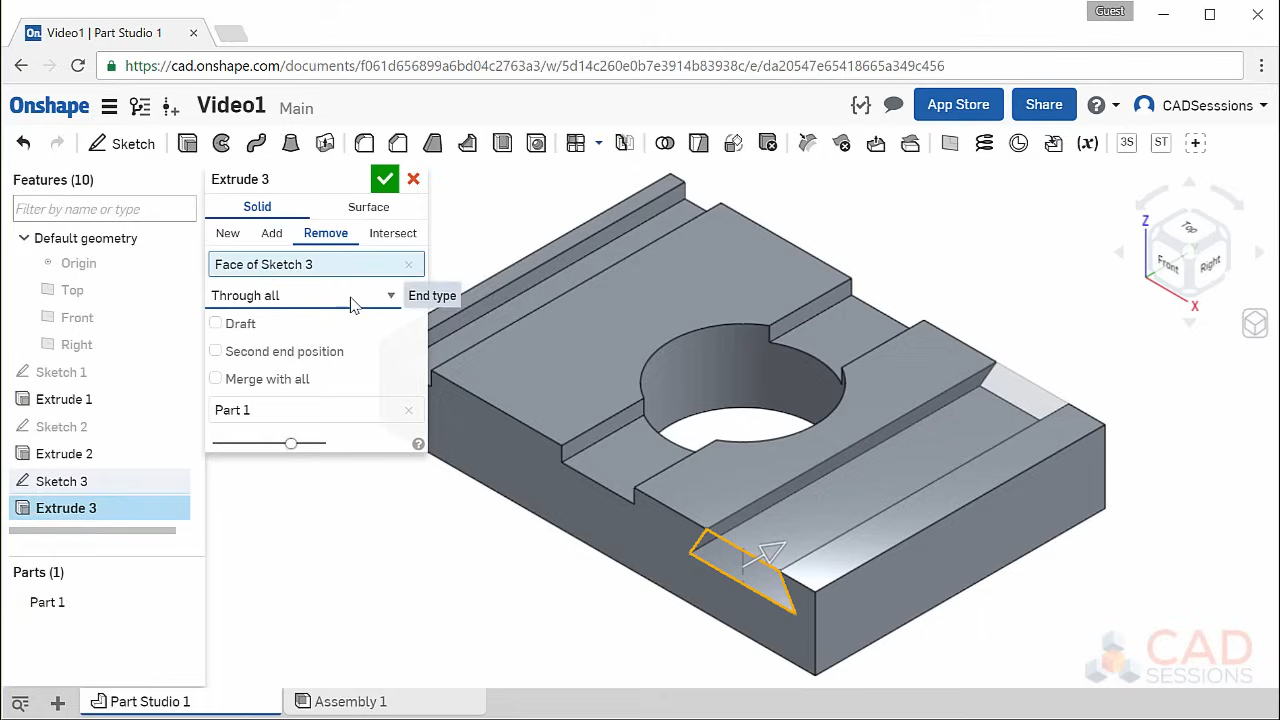 Guest
On Video1 | Part Studio 1
https://cad.onshape.com/documents/f061d656899a6bd04c2763a3/w/5d14c260e0b7e3914b83938c/e/da20547e65418665a349c456
Onshape Video1 Main App Store Share CADSesssions
Sketch (x) 3S ST
Features (10)
Filter by name or type
Default geometry
Origin
Top
Front
Right
Sketch 1
Extrude 1
Sketch 2
Extrude 2
Sketch 3
Extrude 3
Parts (1)
Part 1
Extrude 3
Solid Surface
New Add Remove Intersect
Face of Sketch 3
Through all
End type
Draft
Second end position
Merge with all
Part 1
Z
Top
Front Right
X
CAD
SESSIONS
Part Studio 1 Assembly 1